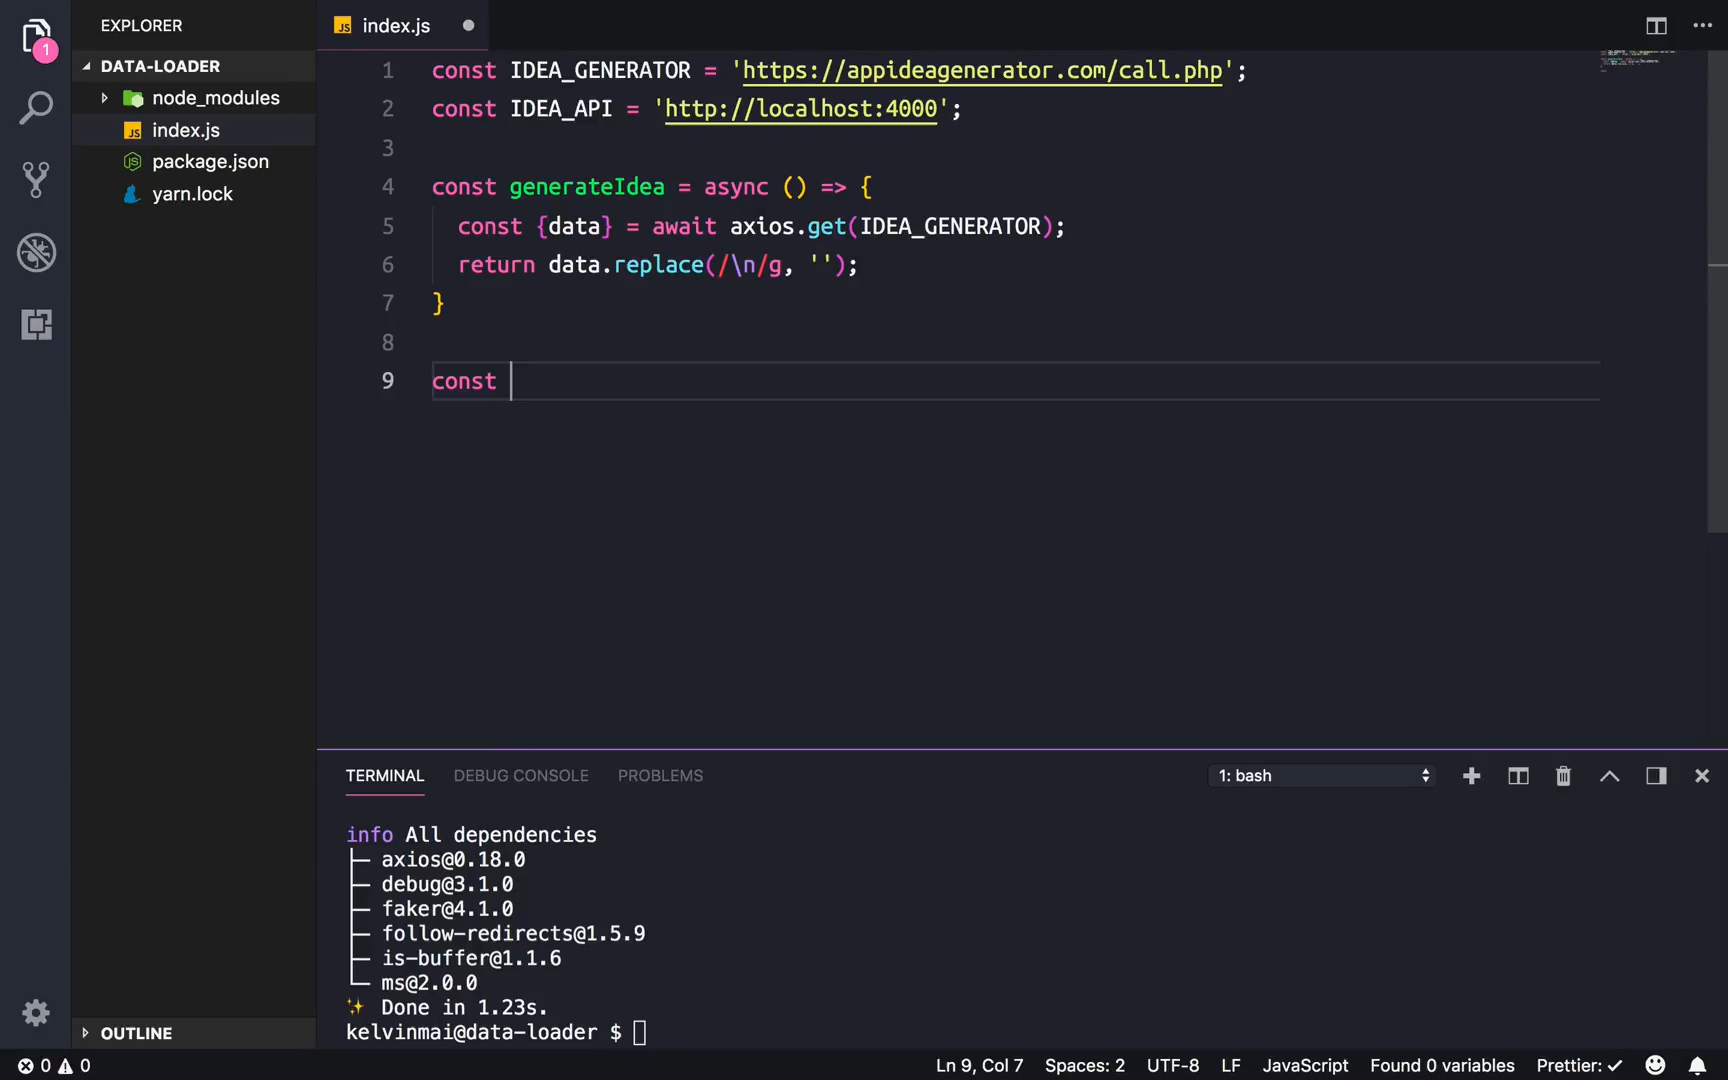 EXPLORER
1
DATA-LOADER
node_modules
JS index.js
package.json
yarn.lock
OUTLINE
JS index.js
1 const IDEA_GENERATOR = 'https://appideagenerator.com/call.php';
2 const IDEA_API = 'http://localhost:4000';
3
4 const generateIdea = async () => {
5 const {data} = await axios.get(IDEA_GENERATOR);
6 return data.replace(/\n/g, '');
7 }
8
9 const
TERMINAL DEBUG CONSOLE PROBLEMS 1: bash
info All dependencies
├─ axios@0.18.0
├─ debug@3.1.0
├─ faker@4.1.0
├─ follow-redirects@1.5.9
├─ is-buffer@1.1.6
└─ ms@2.0.0
✨ Done in 1.23s.
kelvinmai@data-loader $
0 0 Ln 9, Col 7 Spaces: 2 UTF-8 LF JavaScript Found 0 variables Prettier: ✓